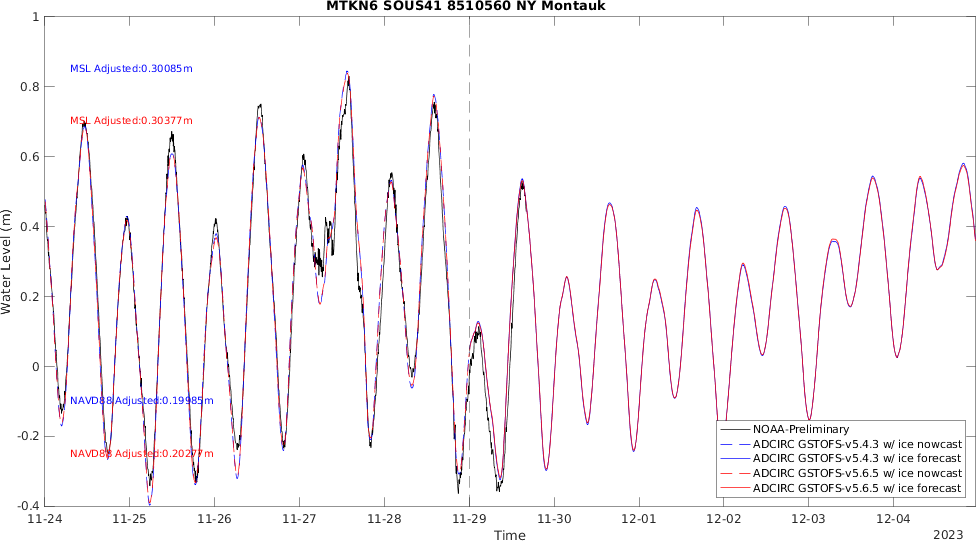 MTKN6 SOUS41 8510560 NY Montauk
1
0.8
0.6
0.4
0.2
0
-0.2
-0.4
Water Level (m)
MSL Adjusted:0.30085m
MSL Adjusted:0.30377m
NAVD88 Adjusted:0.19985m
NAVD88 Adjusted:0.20277m
NOAA-Preliminary
ADCIRC GSTOFS-v5.4.3 w/ ice nowcast
ADCIRC GSTOFS-v5.4.3 w/ ice forecast
ADCIRC GSTOFS-v5.6.5 w/ ice nowcast
ADCIRC GSTOFS-v5.6.5 w/ ice forecast
11-24 11-25 11-26 11-27 11-28 11-29 11-30 12-01 12-02 12-03 12-04
Time
2023